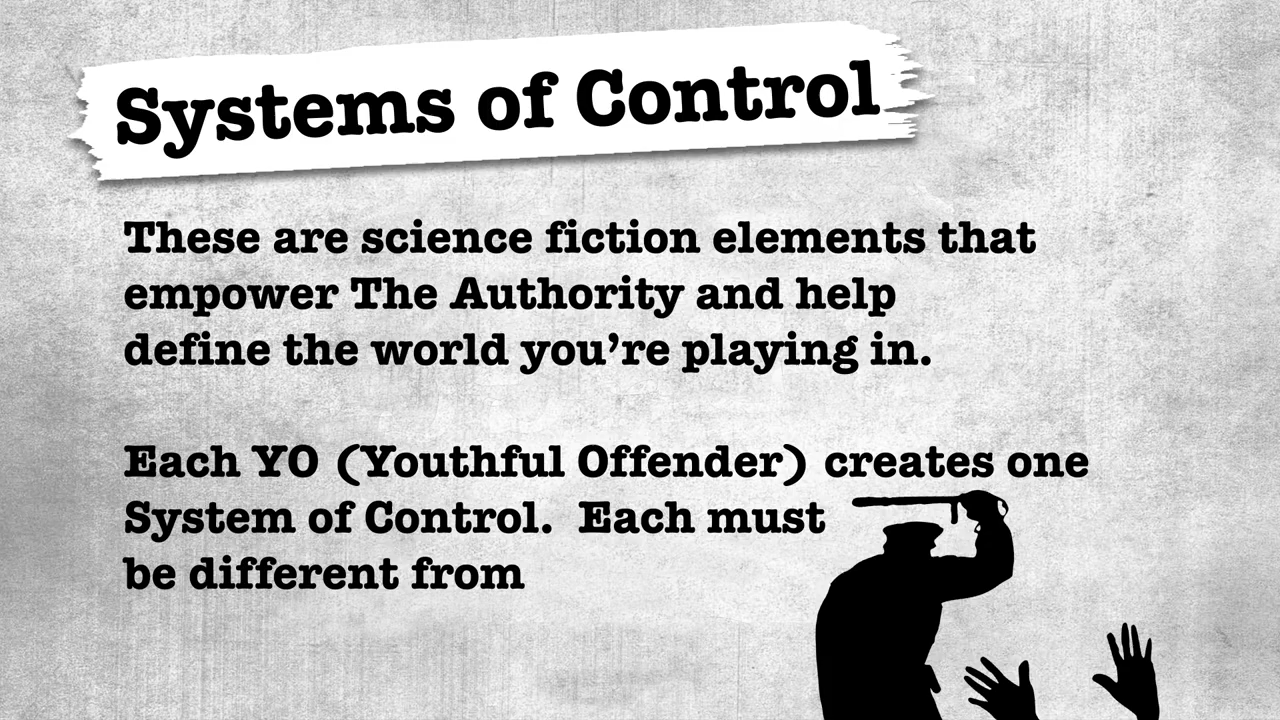 Systems of Control
These are science fiction elements that
empower The Authority and help
define the world you’re playing in.
Each YO (Youthful Offender) creates one
System of Control.  Each must
be different from